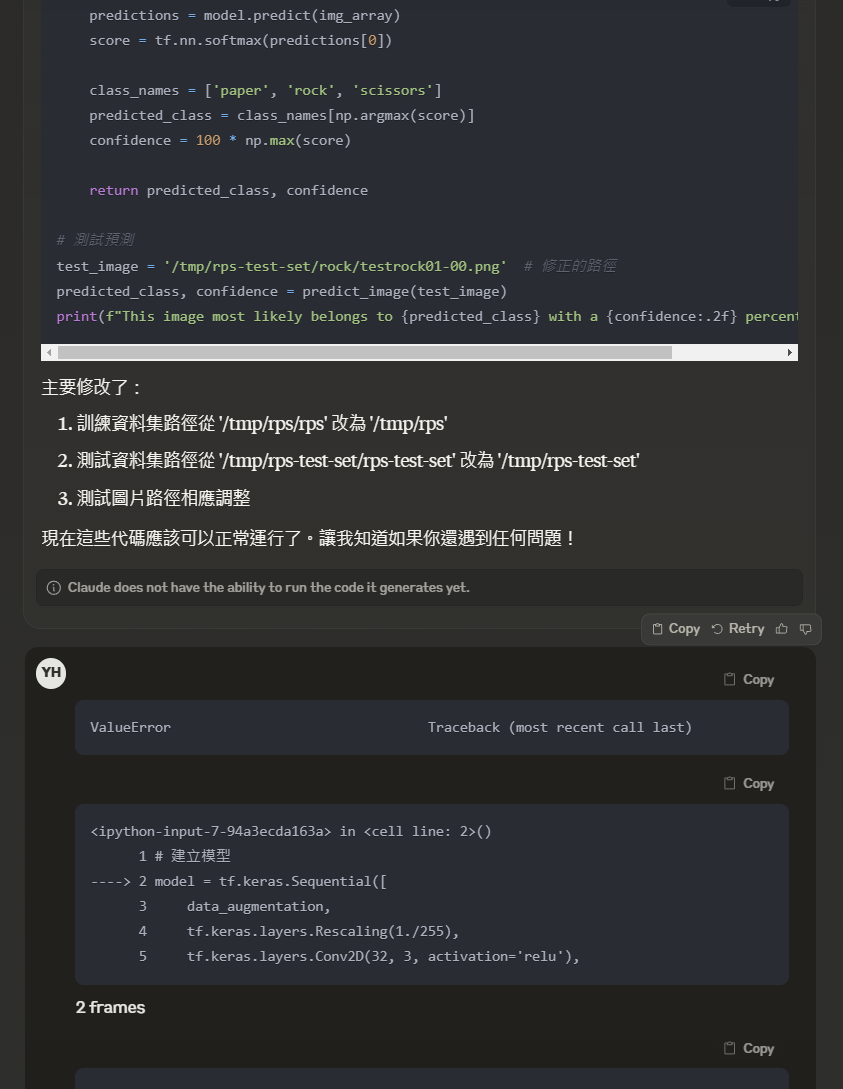 predictions = model.predict(img_array)
score = tf.nn.softmax(predictions[0])
class_names = ['paper', 'rock', 'scissors']
predicted_class = class_names[np.argmax(score)]
confidence = 100 * np.max(score)
return predicted_class, confidence
# 測試預測
test_image = '/tmp/rps-test-set/rock/testrock01-00.png'  # 修正的路徑
predicted_class, confidence = predict_image(test_image)
print(f"This image most likely belongs to {predicted_class} with a {confidence:.2f} percent
主要修改了：
1. 訓練資料集路徑從 '/tmp/rps/rps' 改為 '/tmp/rps'
2. 測試資料集路徑從 '/tmp/rps-test-set/rps-test-set' 改為 '/tmp/rps-test-set'
3. 測試圖片路徑相應調整
現在這些代碼應該可以正常運行了。讓我知道如果你還遇到任何問題！
Claude does not have the ability to run the code it generates yet.
Copy Retry
YH
Copy
ValueError Traceback (most recent call last)
Copy
<ipython-input-7-94a3ecda163a> in <cell line: 2>()
1 # 建立模型
----> 2 model = tf.keras.Sequential([
3     data_augmentation,
4     tf.keras.layers.Rescaling(1./255),
5     tf.keras.layers.Conv2D(32, 3, activation='relu'),
2 frames
Copy